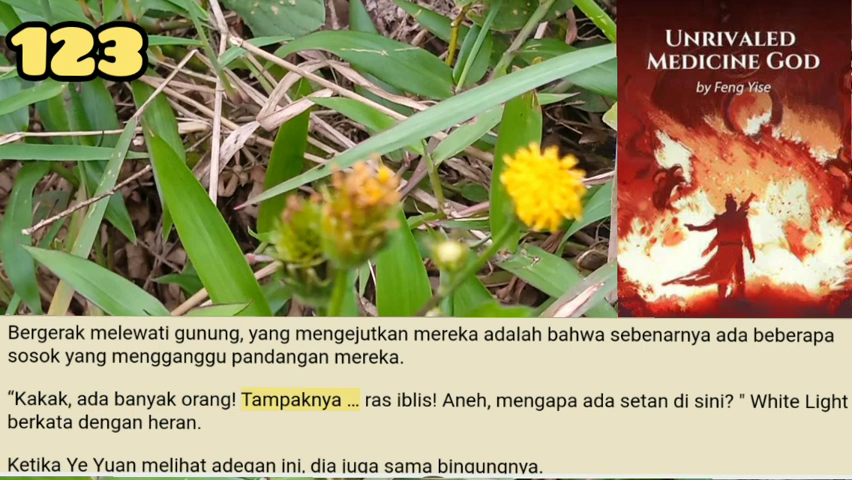 123
UNRIVALED
MEDICINE GOD
by Feng Yise
Bergerak melewati gunung, yang mengejutkan mereka adalah bahwa sebenarnya ada beberapa
sosok yang mengganggu pandangan mereka.
“Kakak, ada banyak orang! Tampaknya ... ras iblis! Aneh, mengapa ada setan di sini? " White Light
berkata dengan heran.
Ketika Ye Yuan melihat adegan ini, dia juga sama bingungnya.